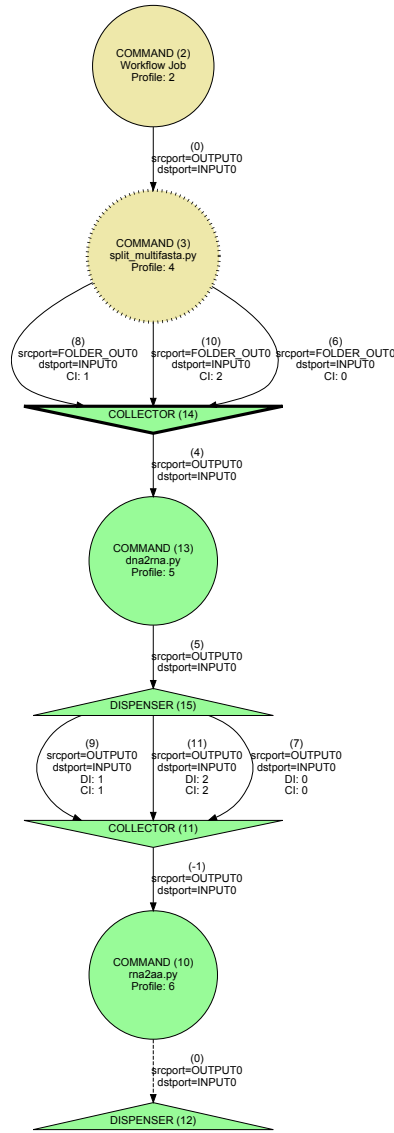 COMMAND (2)
Workflow Job
Profile: 2
(0)
srcport=OUTPUT0
dstport=INPUT0
COMMAND (3)
split_multifasta.py
Profile: 4
(8)
srcport=FOLDER_OUT0
dstport=INPUT0
CI: 1
(10)
srcport=FOLDER_OUT0
dstport=INPUT0
CI: 2
(6)
srcport=FOLDER_OUT0
dstport=INPUT0
CI: 0
COLLECTOR (14)
(4)
srcport=OUTPUT0
dstport=INPUT0
COMMAND (13)
dna2rna.py
Profile: 5
(5)
srcport=OUTPUT0
dstport=INPUT0
DISPENSER (15)
(9)
srcport=OUTPUT0
dstport=INPUT0
DI: 1
CI: 1
(11)
srcport=OUTPUT0
dstport=INPUT0
DI: 2
CI: 2
(7)
srcport=OUTPUT0
dstport=INPUT0
DI: 0
CI: 0
COLLECTOR (11)
(-1)
srcport=OUTPUT0
dstport=INPUT0
COMMAND (10)
rna2aa.py
Profile: 6
(0)
srcport=OUTPUT0
dstport=INPUT0
DISPENSER (12)